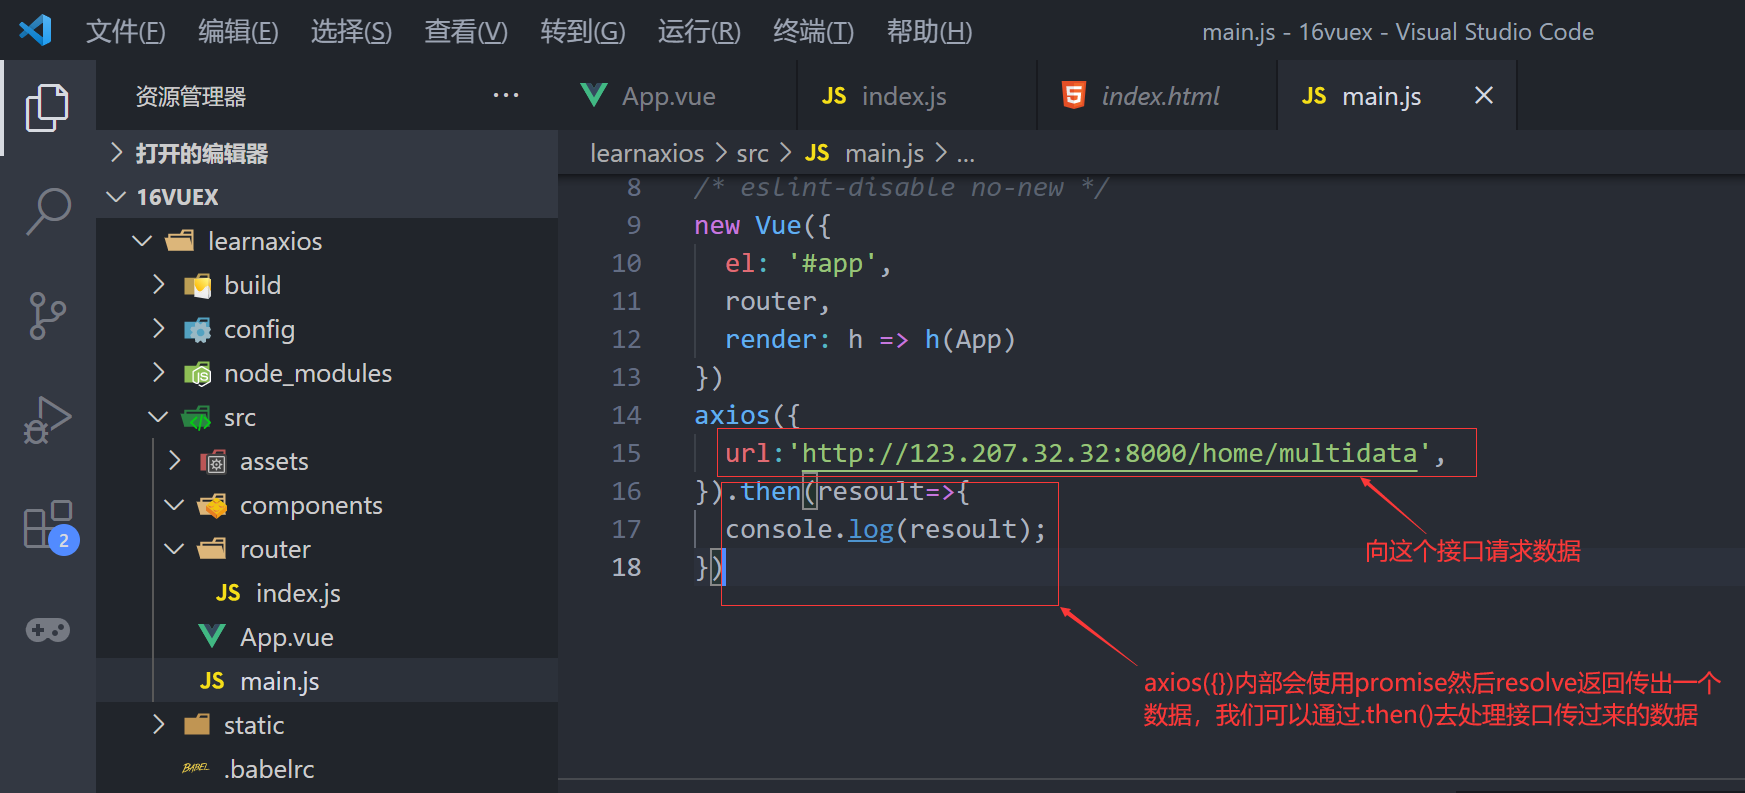 文件(F) 编辑(E) 选择(S) 查看(V) 转到(G) 运行(R) 终端(T) 帮助(H) main.js - 16vuex - Visual Studio Code
资源管理器 ···
App.vue JS index.js index.html JS main.js
打开的编辑器
16VUEX
learnaxios
build
config
node_modules
src
assets
components
router
JS index.js
App.vue
JS main.js
static
BABEL .babelrc
2
learnaxios > src > JS main.js > ...
8 /* eslint-disable no-new */
9 new Vue({
10 el: '#app',
11 router,
12 render: h => h(App)
13 })
14 axios({
15 url:'http://123.207.32.32:8000/home/multidata',
16 }).then(resoult=>{
17 console.log(resoult);
18 })
向这个接口请求数据
axios({})内部会使用promise然后resolve返回传出一个
数据，我们可以通过.then()去处理接口传过来的数据